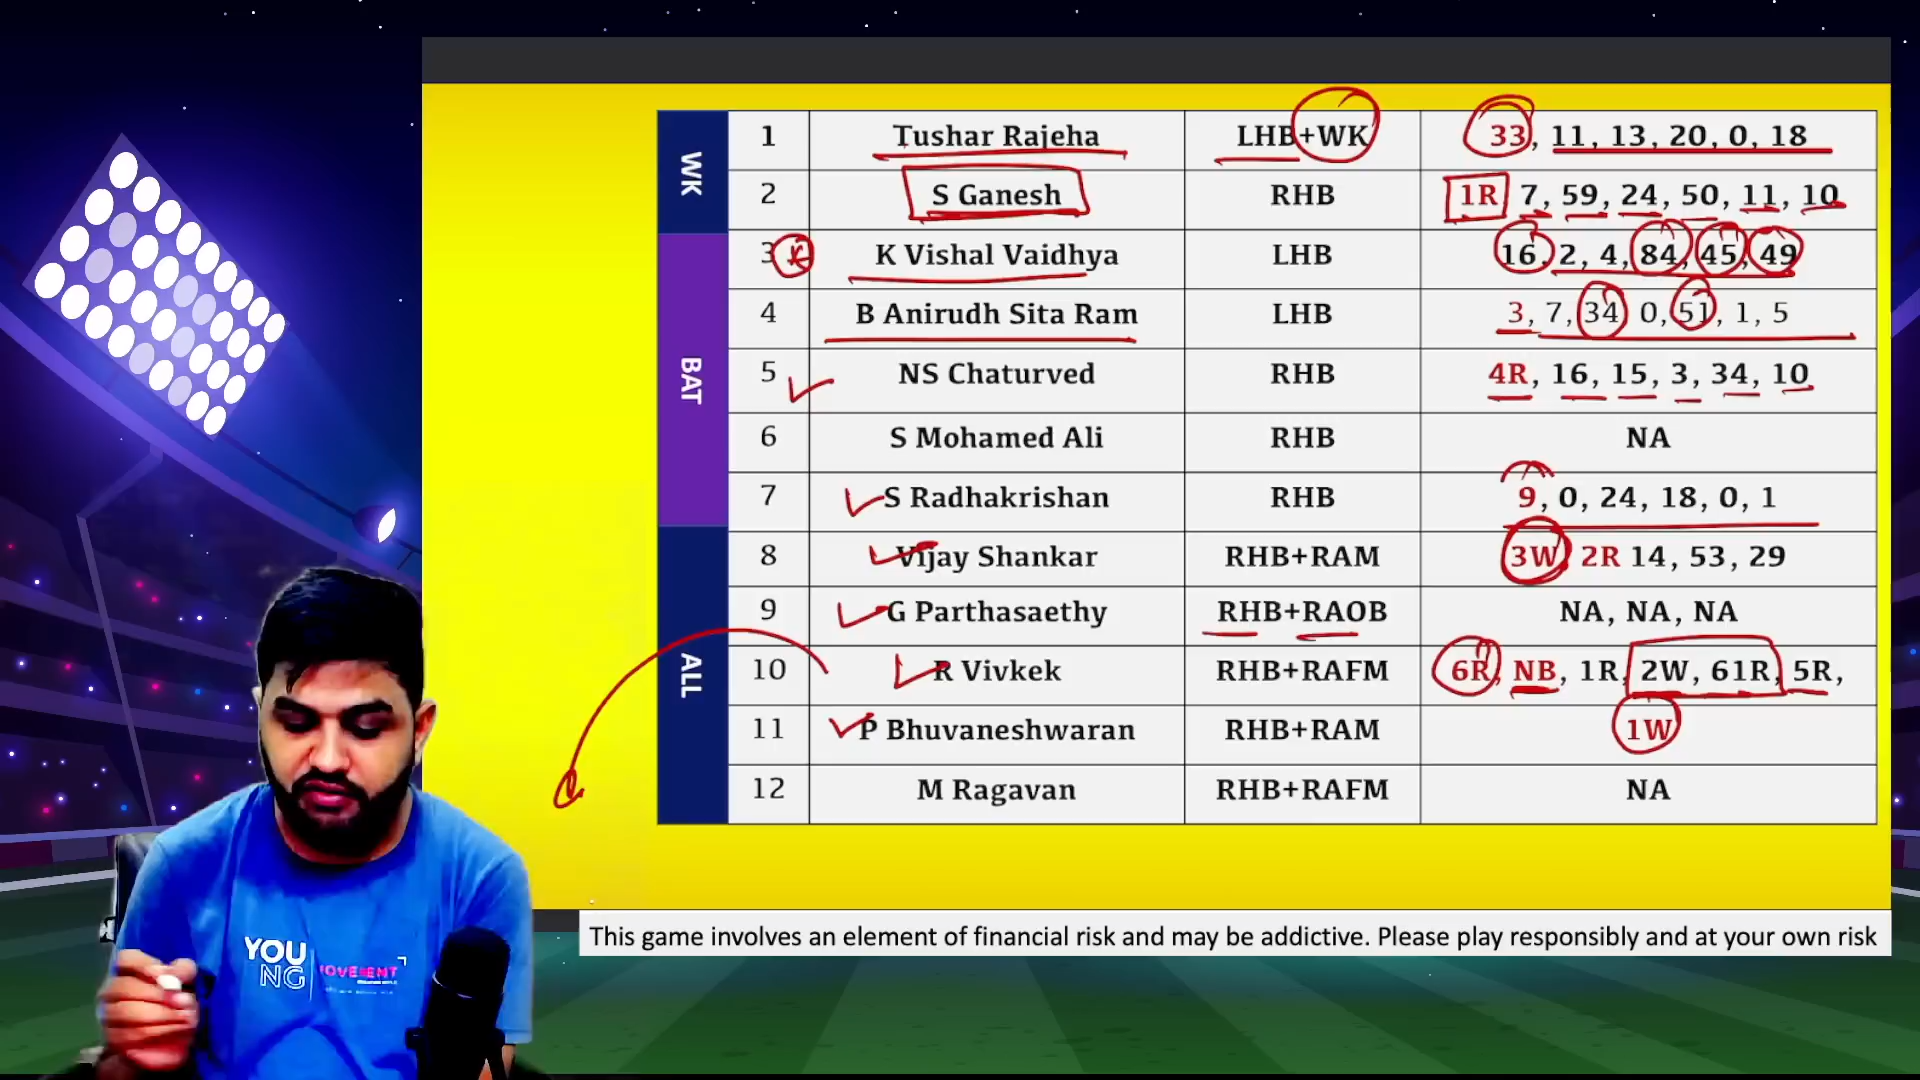 WK
1 Tushar Rajeha LHB+WK 33, 11, 13, 20, 0, 18
2 S Ganesh RHB 1R 7, 59, 24, 50, 11, 10
BAT
3 K Vishal Vaidhya LHB 16, 2, 4, 84, 45, 49
4 B Anirudh Sita Ram LHB 3, 7, 34 0, 51, 1, 5
5 NS Chaturved RHB 4R, 16, 15, 3, 34, 10
6 S Mohamed Ali RHB NA
7 S Radhakrishan RHB 9, 0, 24, 18, 0, 1
ALL
8 Vijay Shankar RHB+RAM 3W 2R 14, 53, 29
9 G Parthasaethy RHB+RAOB NA, NA, NA
10 R Vivkek RHB+RAFM 6R, NB, 1R, 2W, 61R, 5R,
11 P Bhuvaneshwaran RHB+RAM 1W
12 M Ragavan RHB+RAFM NA
This game involves an element of financial risk and may be addictive. Please play responsibly and at your own risk
YOU
NG
MOVEMENT